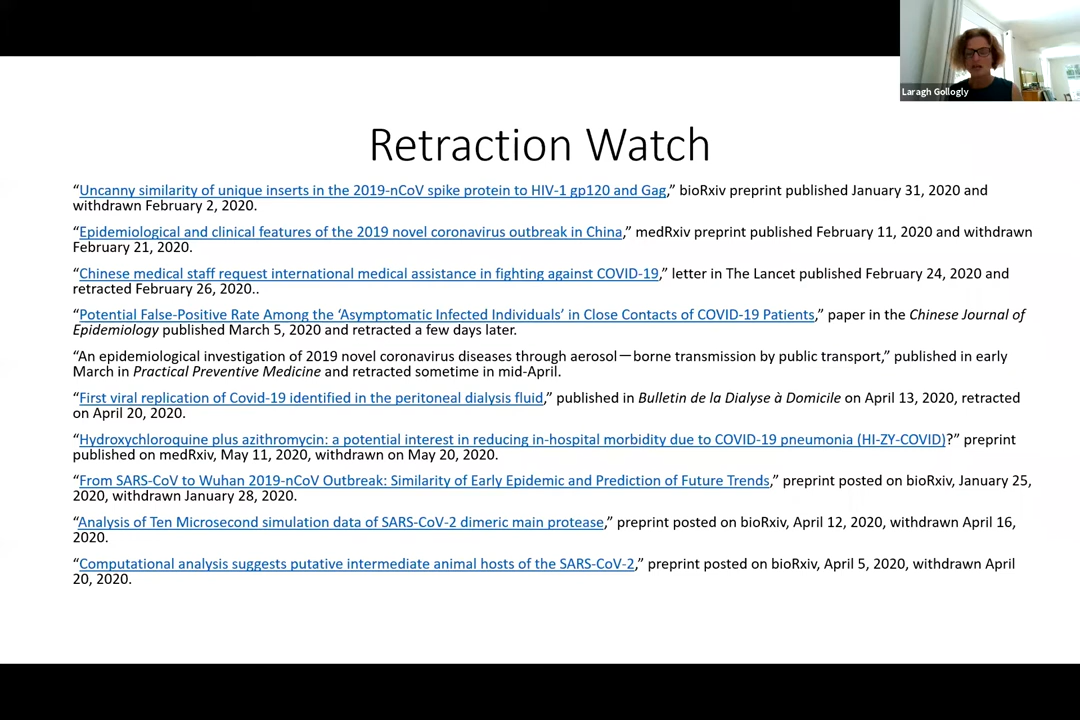 Laragh Gollogly
Retraction Watch
“Uncanny similarity of unique inserts in the 2019-nCoV spike protein to HIV-1 gp120 and Gag,” bioRxiv preprint published January 31, 2020 and
withdrawn February 2, 2020.
“Epidemiological and clinical features of the 2019 novel coronavirus outbreak in China,” medRxiv preprint published February 11, 2020 and withdrawn
February 21, 2020.
“Chinese medical staff request international medical assistance in fighting against COVID-19,” letter in The Lancet published February 24, 2020 and
retracted February 26, 2020..
“Potential False-Positive Rate Among the ‘Asymptomatic Infected Individuals’ in Close Contacts of COVID-19 Patients,” paper in the Chinese Journal of
Epidemiology published March 5, 2020 and retracted a few days later.
“An epidemiological investigation of 2019 novel coronavirus diseases through aerosol－borne transmission by public transport,” published in early
March in Practical Preventive Medicine and retracted sometime in mid-April.
“First viral replication of Covid-19 identified in the peritoneal dialysis fluid,” published in Bulletin de la Dialyse à Domicile on April 13, 2020, retracted
on April 20, 2020.
“Hydroxychloroquine plus azithromycin: a potential interest in reducing in-hospital morbidity due to COVID-19 pneumonia (HI-ZY-COVID)?” preprint
published on medRxiv, May 11, 2020, withdrawn on May 20, 2020.
“From SARS-CoV to Wuhan 2019-nCoV Outbreak: Similarity of Early Epidemic and Prediction of Future Trends,” preprint posted on bioRxiv, January 25,
2020, withdrawn January 28, 2020.
“Analysis of Ten Microsecond simulation data of SARS-CoV-2 dimeric main protease,” preprint posted on bioRxiv, April 12, 2020, withdrawn April 16,
2020.
“Computational analysis suggests putative intermediate animal hosts of the SARS-CoV-2,” preprint posted on bioRxiv, April 5, 2020, withdrawn April
20, 2020.